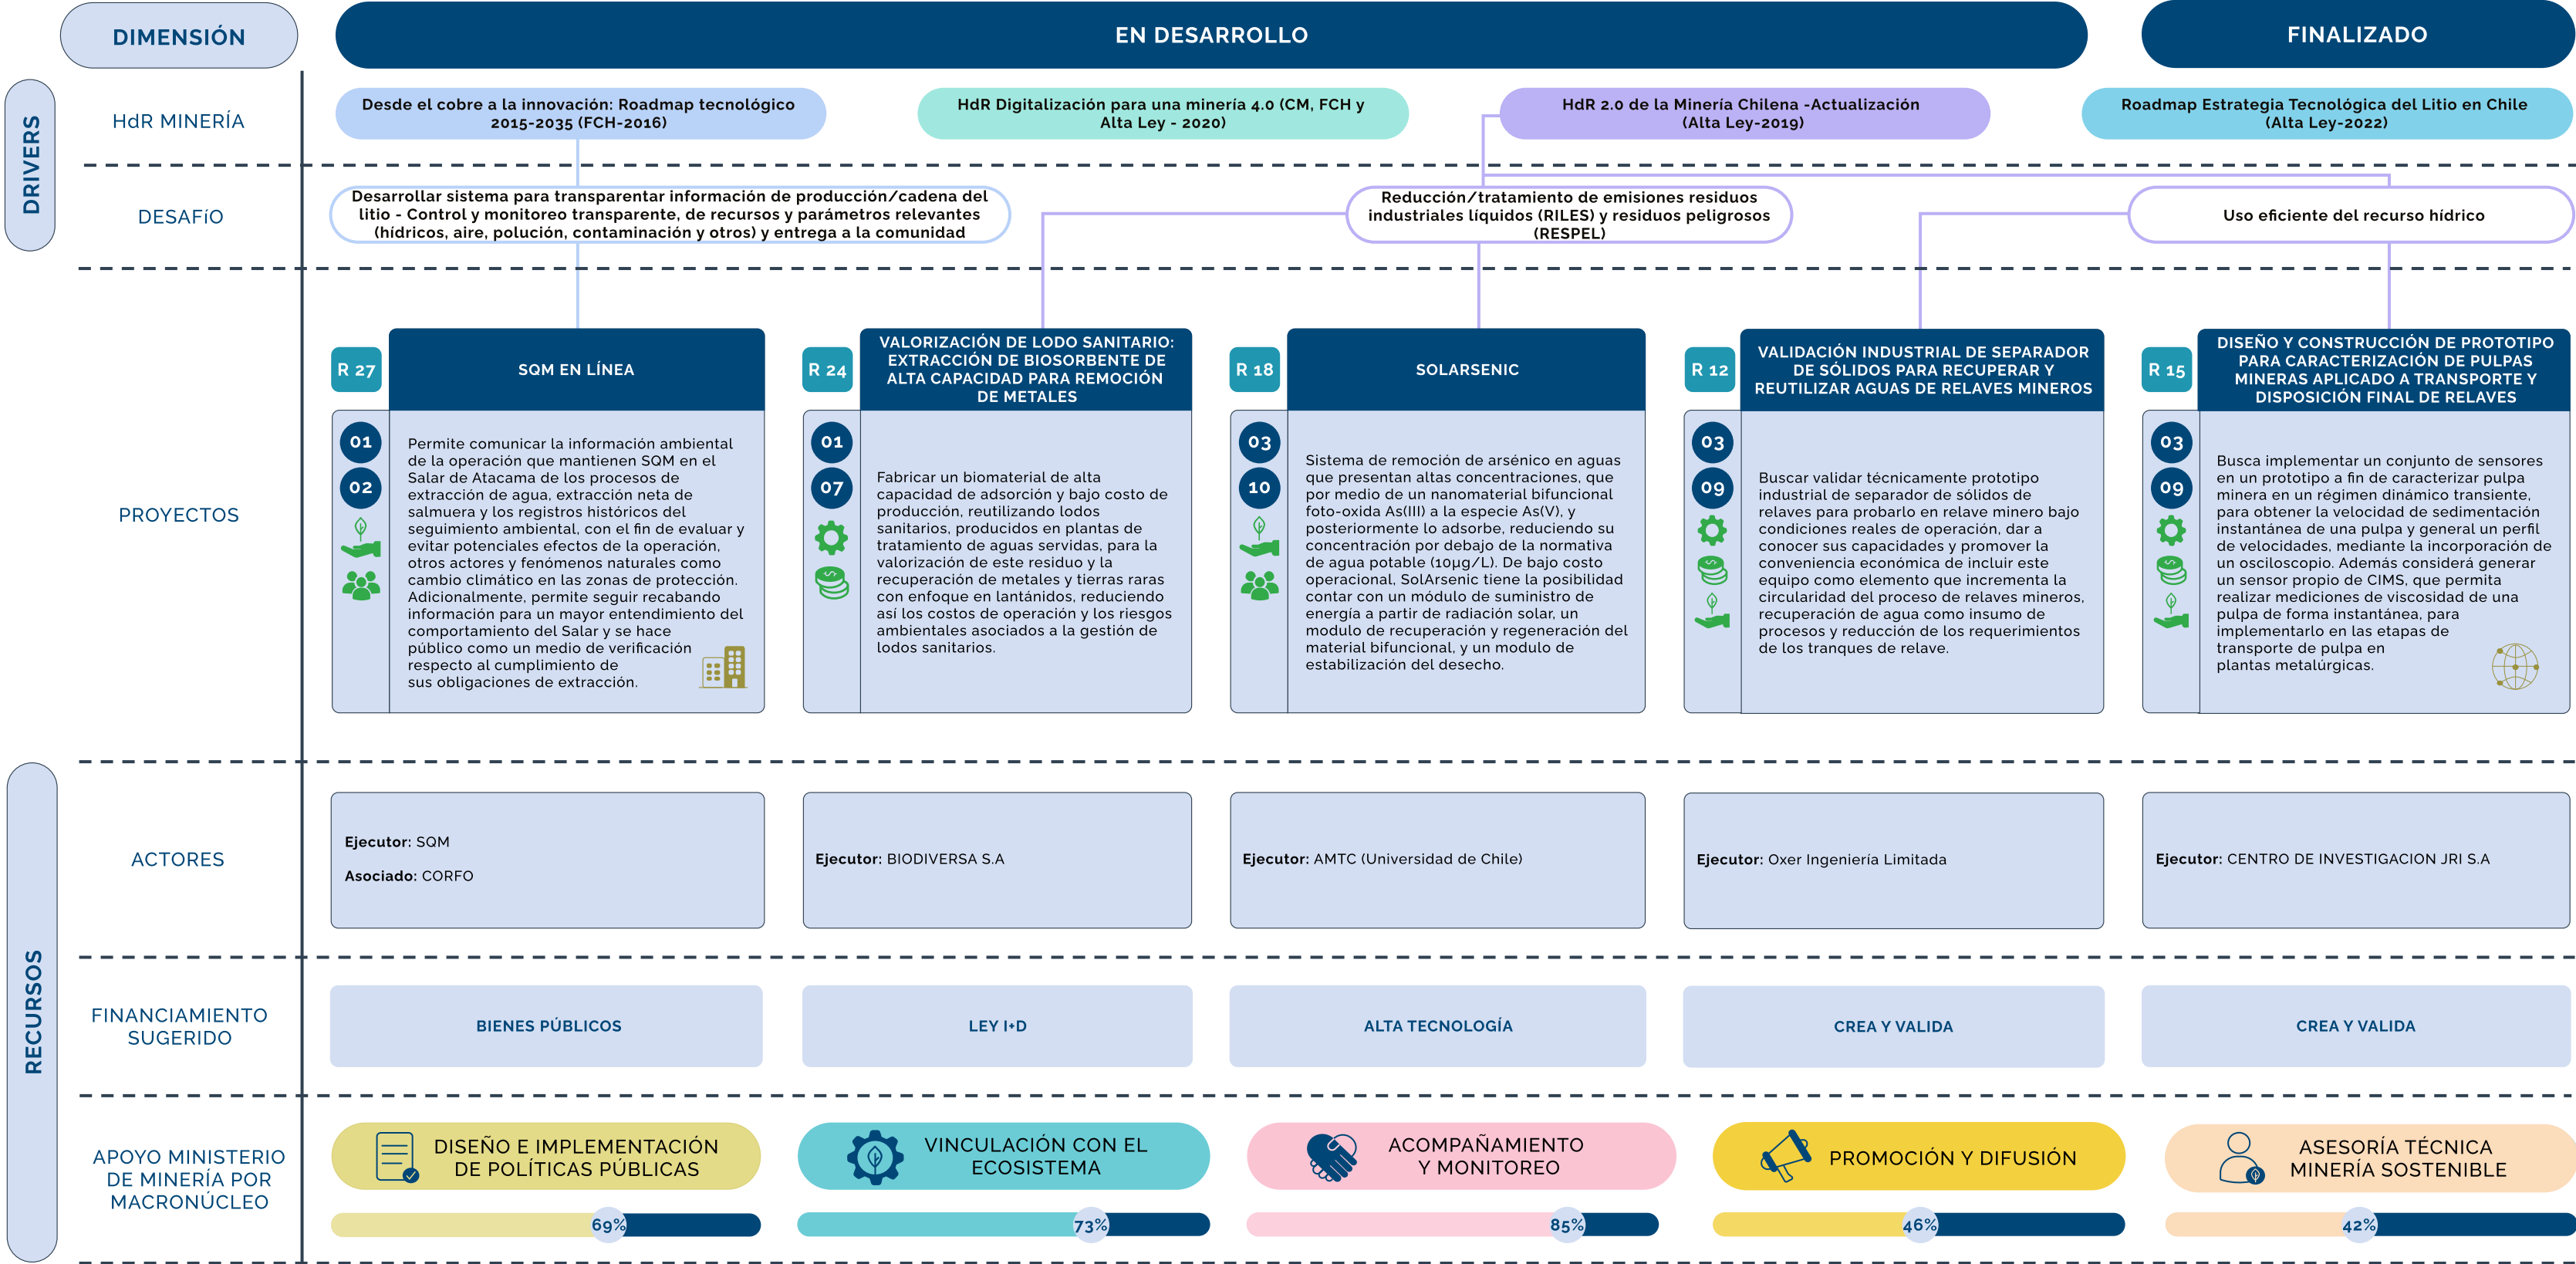 DIMENSIÓN
EN DESARROLLO
FINALIZADO
DRIVERS
HdR MINERÍA
Desde el cobre a la innovación: Roadmap tecnológico
2015-2035 (FCH-2016)
HdR Digitalización para una minería 4.0 (CM, FCH y
Alta Ley - 2020)
HdR 2.0 de la Minería Chilena -Actualización
(Alta Ley-2019)
Roadmap Estrategia Tecnológica del Litio en Chile
(Alta Ley-2022)
DESAFíO
Desarrollar sistema para transparentar información de producción/cadena del
litio - Control y monitoreo transparente, de recursos y parámetros relevantes
(hídricos, aire, polución, contaminación y otros) y entrega a la comunidad
Reducción/tratamiento de emisiones residuos
industriales líquidos (RILES) y residuos peligrosos
(RESPEL)
Uso eficiente del recurso hídrico
PROYECTOS
R 27
SQM EN LÍNEA
01
02
Permite comunicar la información ambiental
de la operación que mantienen SQM en el
Salar de Atacama de los procesos de
extracción de agua, extracción neta de
salmuera y los registros históricos del
seguimiento ambiental, con el fin de evaluar y
evitar potenciales efectos de la operación,
otros actores y fenómenos naturales como
cambio climático en las zonas de protección.
Adicionalmente, permite seguir recabando
información para un mayor entendimiento del
comportamiento del Salar y se hace
público como un medio de verificación
respecto al cumplimiento de
sus obligaciones de extracción.
R 24
VALORIZACIÓN DE LODO SANITARIO:
EXTRACCIÓN DE BIOSORBENTE DE
ALTA CAPACIDAD PARA REMOCIÓN
DE METALES
01
07
Fabricar un biomaterial de alta
capacidad de adsorción y bajo costo de
producción, reutilizando lodos
sanitarios, producidos en plantas de
tratamiento de aguas servidas, para la
valorización de este residuo y la
recuperación de metales y tierras raras
con enfoque en lantánidos, reduciendo
así los costos de operación y los riesgos
ambientales asociados a la gestión de
lodos sanitarios.
R 18
SOLARSENIC
03
10
Sistema de remoción de arsénico en aguas
que presentan altas concentraciones, que
por medio de un nanomaterial bifuncional
foto-oxida As(III) a la especie As(V), y
posteriormente lo adsorbe, reduciendo su
concentración por debajo de la normativa
de agua potable (10µg/L). De bajo costo
operacional, SolArsenic tiene la posibilidad
contar con un módulo de suministro de
energía a partir de radiación solar, un
modulo de recuperación y regeneración del
material bifuncional, y un modulo de
estabilización del desecho.
R 12
VALIDACIÓN INDUSTRIAL DE SEPARADOR
DE SÓLIDOS PARA RECUPERAR Y
REUTILIZAR AGUAS DE RELAVES MINEROS
03
09
Buscar validar técnicamente prototipo
industrial de separador de sólidos de
relaves para probarlo en relave minero bajo
condiciones reales de operación, dar a
conocer sus capacidades y promover la
conveniencia económica de incluir este
equipo como elemento que incrementa la
circularidad del proceso de relaves mineros,
recuperación de agua como insumo de
procesos y reducción de los requerimientos
de los tranques de relave.
R 15
DISEÑO Y CONSTRUCCIÓN DE PROTOTIPO
PARA CARACTERIZACIÓN DE PULPAS
MINERAS APLICADO A TRANSPORTE Y
DISPOSICIÓN FINAL DE RELAVES
03
09
Busca implementar un conjunto de sensores
en un prototipo a fin de caracterizar pulpa
minera en un régimen dinámico transiente,
para obtener la velocidad de sedimentación
instantánea de una pulpa y general un perfil
de velocidades, mediante la incorporación de
un osciloscopio. Además considerá generar
un sensor propio de CIMS, que permita
realizar mediciones de viscosidad de una
pulpa de forma instantánea, para
implementarlo en las etapas de
transporte de pulpa en
plantas metalúrgicas.
RECURSOS
ACTORES
Ejecutor: SQM
Asociado: CORFO
Ejecutor: BIODIVERSA S.A
Ejecutor: AMTC (Universidad de Chile)
Ejecutor: Oxer Ingeniería Limitada
Ejecutor: CENTRO DE INVESTIGACION JRI S.A
FINANCIAMIENTO
SUGERIDO
BIENES PÚBLICOS
LEY I+D
ALTA TECNOLOGÍA
CREA Y VALIDA
CREA Y VALIDA
APOYO MINISTERIO
DE MINERÍA POR
MACRONÚCLEO
DISEÑO E IMPLEMENTACIÓN
DE POLÍTICAS PÚBLICAS
VINCULACIÓN CON EL
ECOSISTEMA
ACOMPAÑAMIENTO
Y MONITOREO
PROMOCIÓN Y DIFUSIÓN
ASESORÍA TÉCNICA
MINERÍA SOSTENIBLE
69%
73%
85%
46%
42%